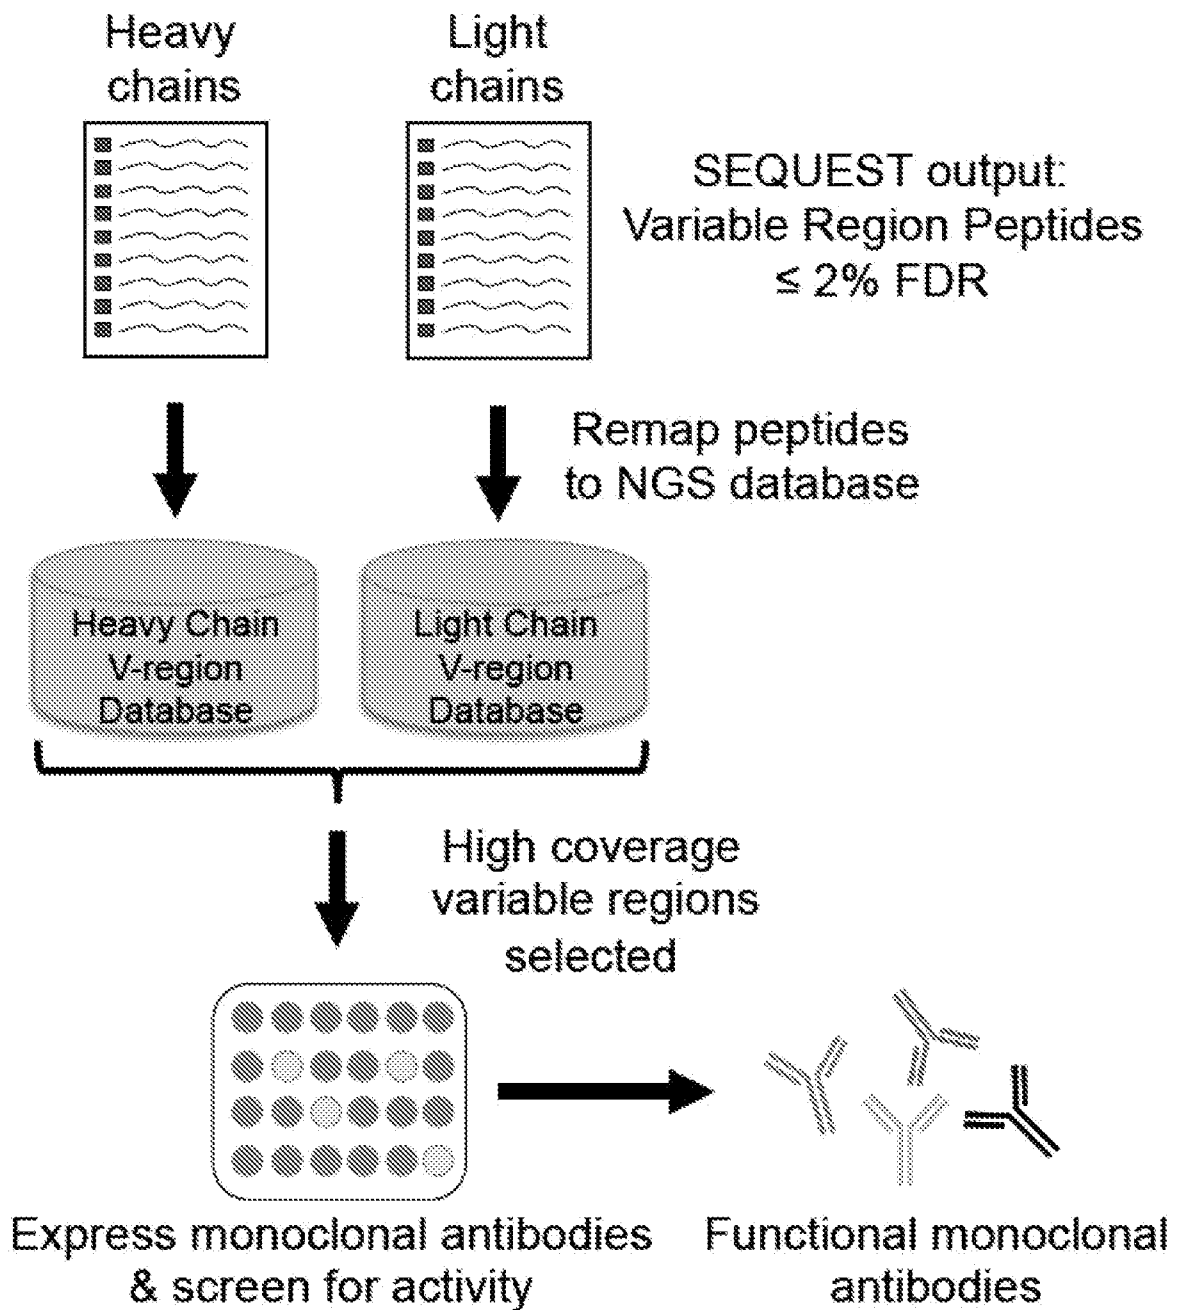 Heavy
chains
Light
chains
SEQUEST output:
Variable Region Peptides
≤ 2% FDR
Remap peptides
to NGS database
Heavy Chain
V-region
Database
Light Chain
V-region
Database
High coverage
variable regions
selected
Express monoclonal antibodies
& screen for activity
Functional monoclonal
antibodies